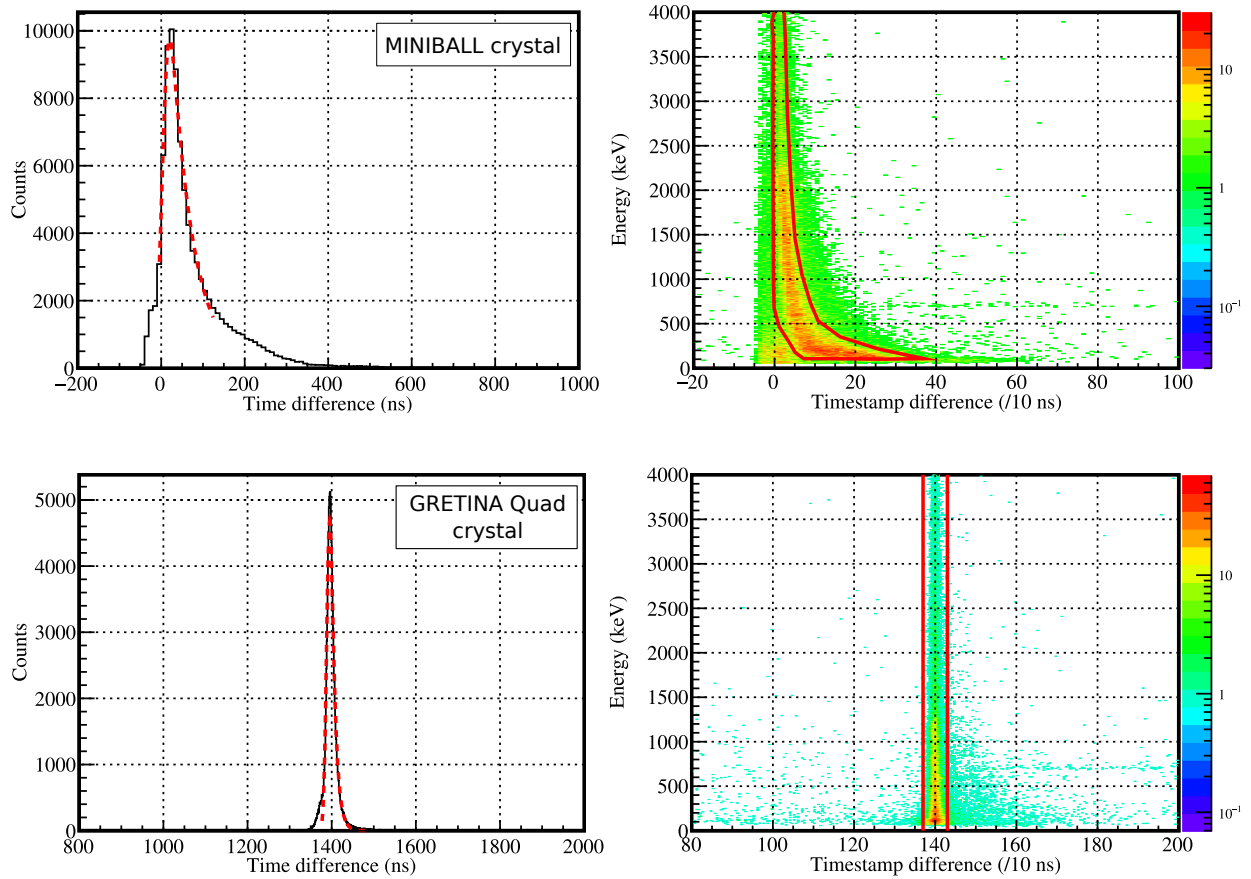 10000
8000
6000
4000
2000
0
Counts
MINIBALL crystal
−200 0 200 400 600 800 1000
Time difference (ns)
4000
3500
3000
2500
2000
1500
1000
500
0
Energy (keV)
−20 0 20 40 60 80 100
Timestamp difference (/10 ns)
10
1
10⁻¹
5000
4000
3000
2000
1000
0
Counts
GRETINA Quad
crystal
800 1000 1200 1400 1600 1800 2000
Time difference (ns)
4000
3500
3000
2500
2000
1500
1000
500
0
Energy (keV)
80 100 120 140 160 180 200
Timestamp difference (/10 ns)
10
1
10⁻¹